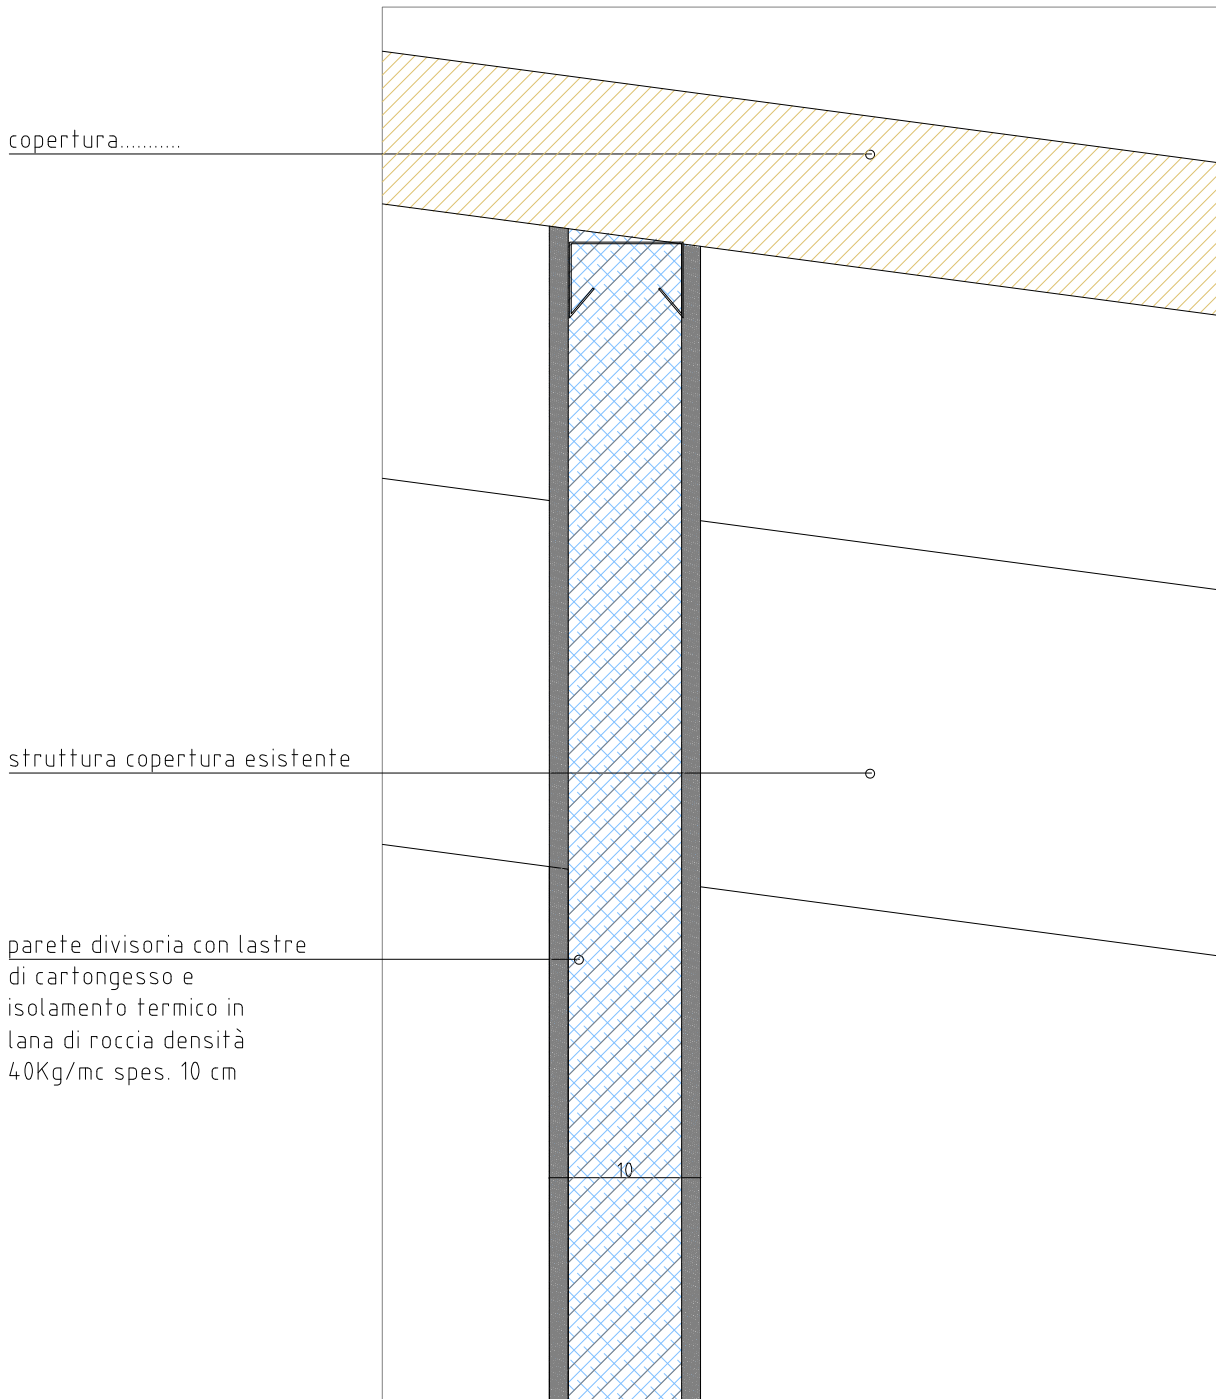 copertura...........
struttura copertura esistente
parete divisoria con lastre
di cartongesso e
isolamento termico in
lana di roccia densità
40Kg/mc spes. 10 cm
10